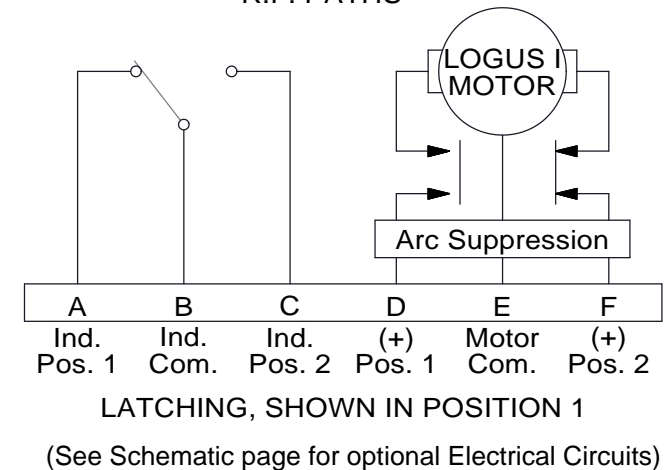 LOGUS I
MOTOR
Arc Suppression
A B C D E F
Ind. Ind. Ind. (+) Motor (+)
Pos. 1 Com. Pos. 2 Pos. 1 Com. Pos. 2
LATCHING, SHOWN IN POSITION 1
(See Schematic page for optional Electrical Circuits)